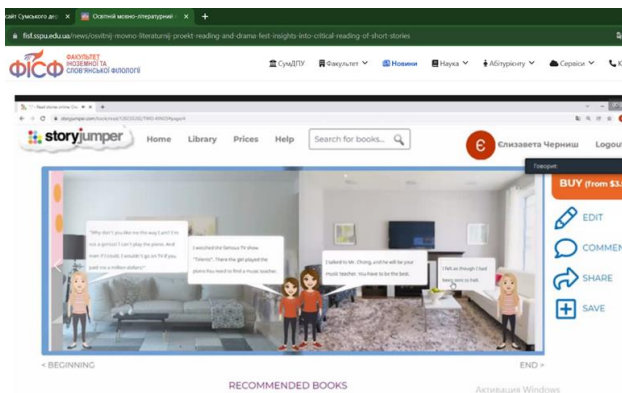 сайт Сумського дер
Освітній мовно-літературний
fisf.sspu.edu.ua/news/osvitnij-movno-literaturnij-proekt-reading-and-drama-fest-insights-into-critical-reading-of-short-stories
ФІСФ
ФАКУЛЬТЕТ
ІНОЗЕМНОЇ ТА
СЛОВ'ЯНСЬКОЇ ФІЛОЛОГІЇ
СумДПУ Факультет Новини Наука Абітурієнту Сервіси К
storyjumper Home Library Prices Help Search for books... Є Єлизавета Черниш Logout
Говорит:
BUY (from $3.
EDIT
COMMEN
SHARE
SAVE
"Why don't you like me the way I am? I'm
not a genius! I can't play the piano. And
even if I could, I wouldn't go on TV if you
paid me a million dollars!"
I watched the famous TV show
"Talents". There the girl played the
piano. You need to find a music teacher.
I talked to Mr. Chong, and he will be your
music teacher. You have to be the best.
I felt as though I had
been sent to hell.
< BEGINNING END >
RECOMMENDED BOOKS
Активация Windows